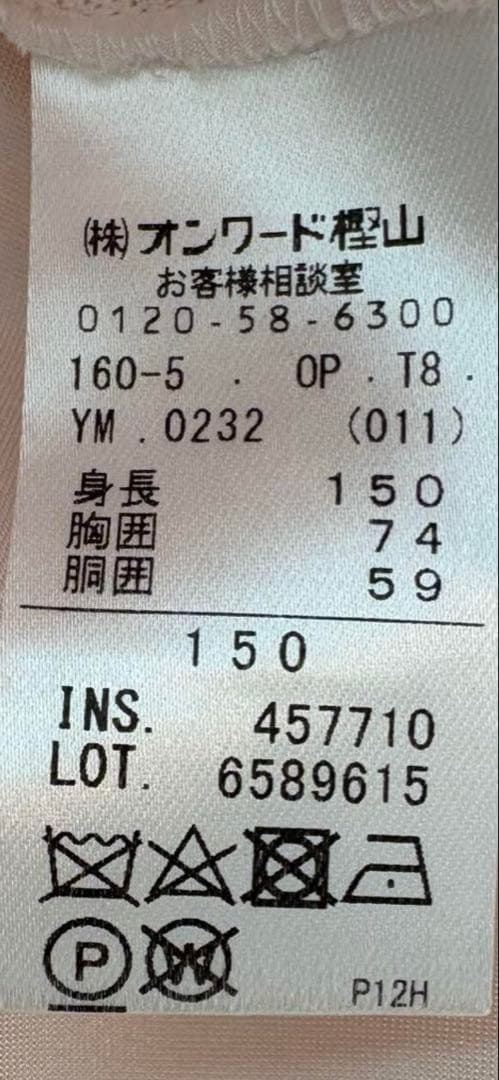 ㈱オンワード樫山
お客様相談室
0120-58-6300
160-5 . OP . T8 .
YM . 0232 (011)
身長 150
胸囲 74
胴囲 59
150
INS. 457710
LOT. 6589615
P W
P12H